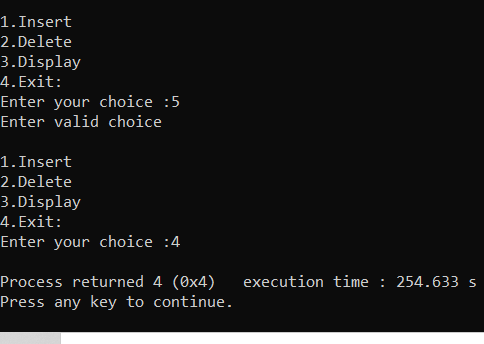 1.Insert
2.Delete
3.Display
4.Exit:
Enter your choice :5
Enter valid choice
1.Insert
2.Delete
3.Display
4.Exit:
Enter your choice :4
Process returned 4 (0x4)   execution time : 254.633 s
Press any key to continue.